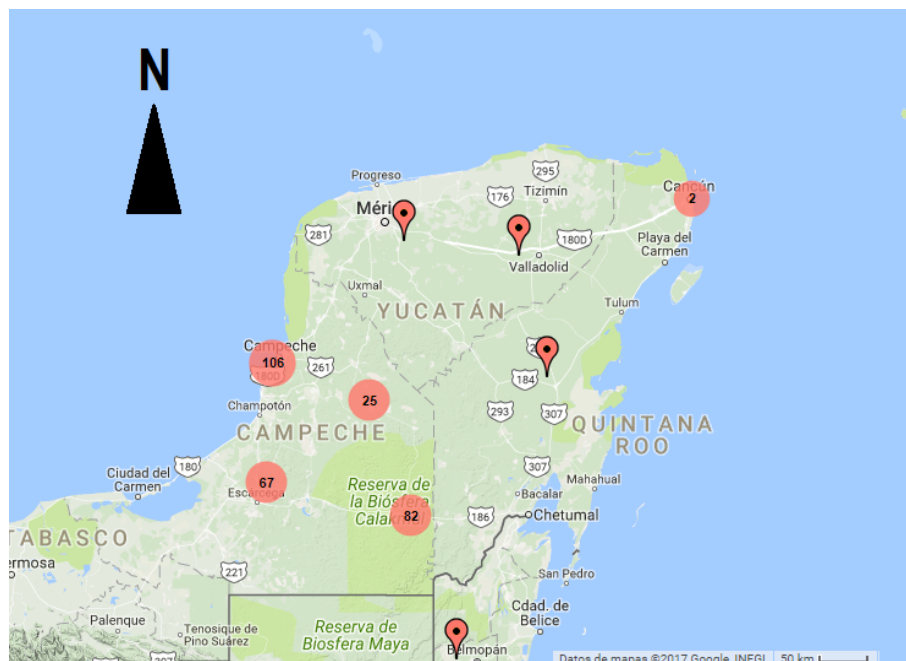 N
Progreso
295
176
Tizimín
Cancún
2
Méri
281
180D
Playa del
Carmen
Valladolid
Uxmal
YUCATÁN
Tulum
Campeche
106
180D
261
184
25
293
307
Champotón
CAMPECHE
QUINTANA
ROO
Ciudad del
Carmen
180
67
Escárcega
307
Mahahual
Reserva de
la Biósfera
Calakmul
82
Bacalar
186
Chetumal
TABASCO
ermosa
221
San Pedro
Palenque
Tenosique de
Pino Suárez
Reserva de
Biosfera Maya
Cdad. de
Belice
Belmopán
307
Datos de mapas ©2017 Google, INEGI
50 km